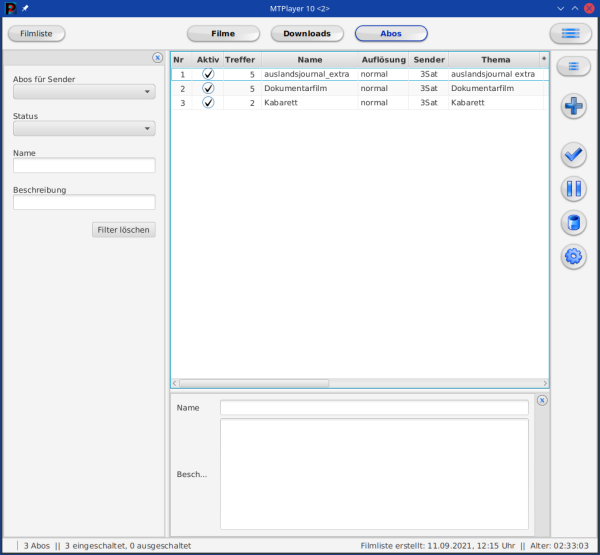 MTPlayer 10 <2>
Filmliste
Filme
Downloads
Abos
Abos für Sender
Status
Name
Beschreibung
Filter löschen
Nr Aktiv Treffer Name Auflösung Sender Thema *
1 5 auslandsjournal_extra normal 3Sat auslandsjournal extra
2 5 Dokumentarfilm normal 3Sat Dokumentarfilm
3 2 Kabarett normal 3Sat Kabarett
Name
Besch...
3 Abos || 3 eingeschaltet, 0 ausgeschaltet
Filmliste erstellt: 11.09.2021, 12:15 Uhr || Alter: 02:33:03